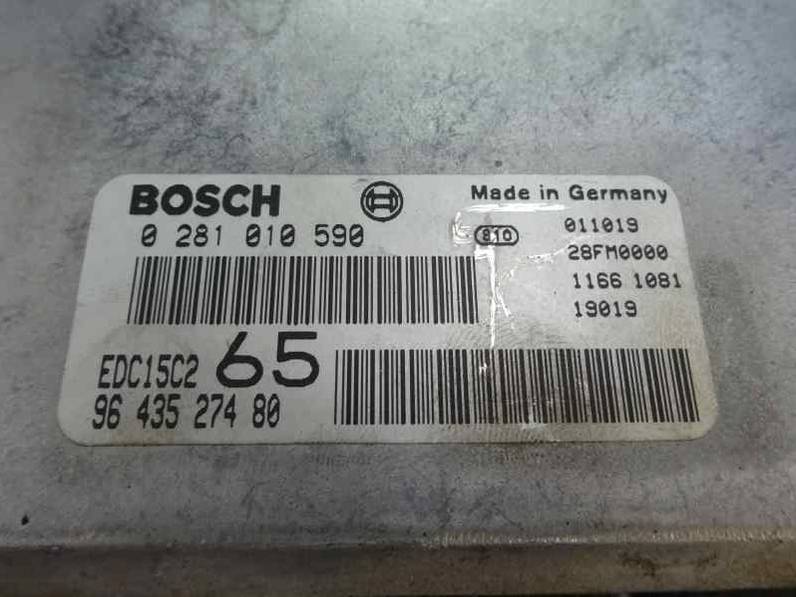 BOSCH
Made in Germany
0 281 010 590
810
011019
28FM0000
1166 1081
19019
EDC15C2 65
96 435 274 80